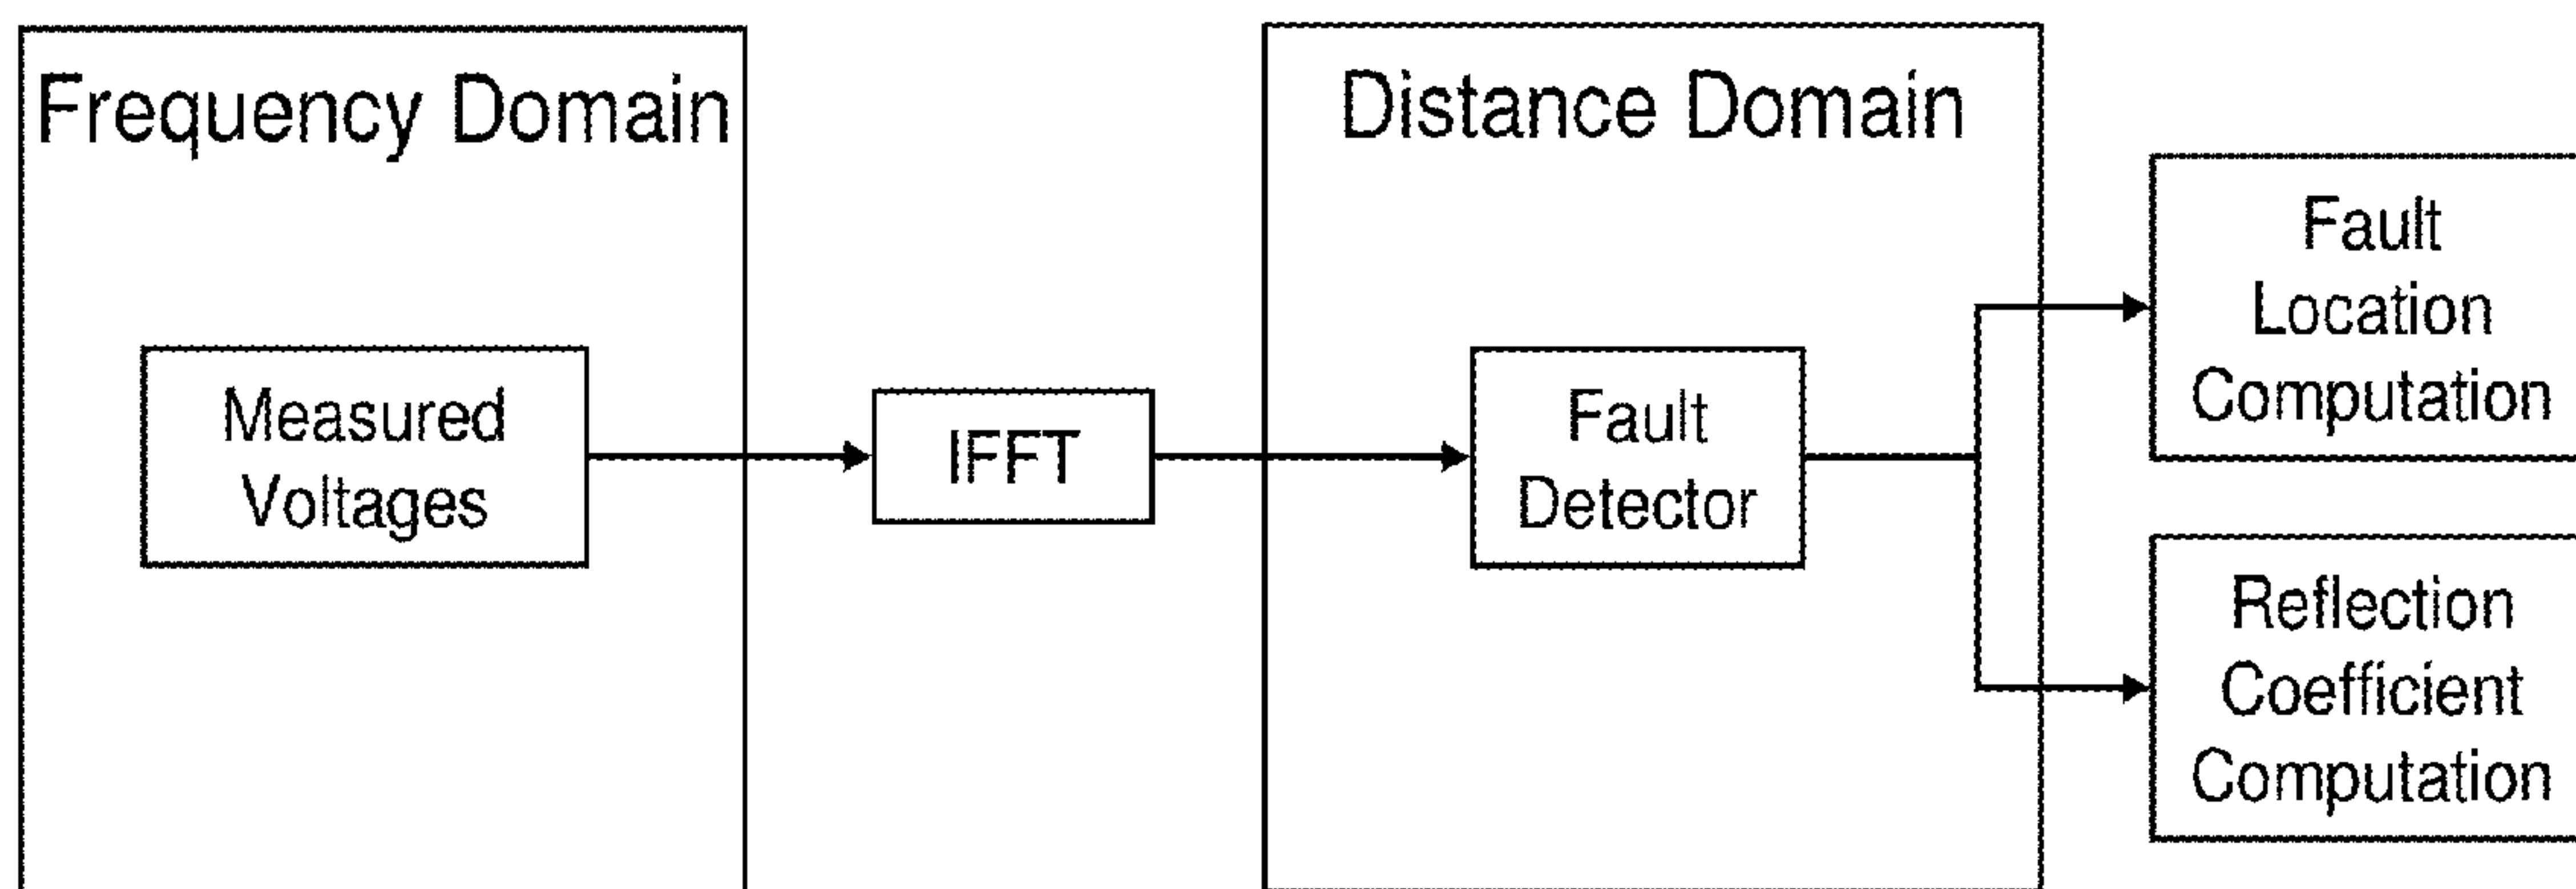 Frequency Domain
Measured
Voltages
IFFT
Distance Domain
Fault
Detector
Fault
Location
Computation
Reflection
Coefficient
Computation